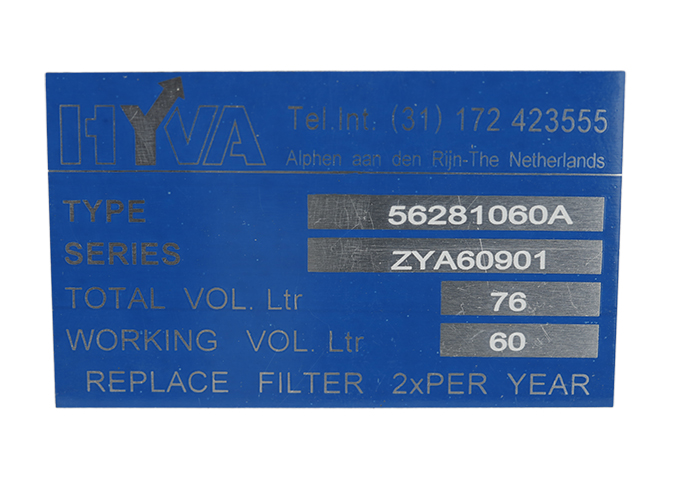 HYVA
Tel.Int. (31) 172 423555
Alphen aan den Rijn-The Netherlands
TYPE 56281060A
SERIES ZYA60901
TOTAL VOL. Ltr 76
WORKING VOL. Ltr 60
REPLACE FILTER 2xPER YEAR